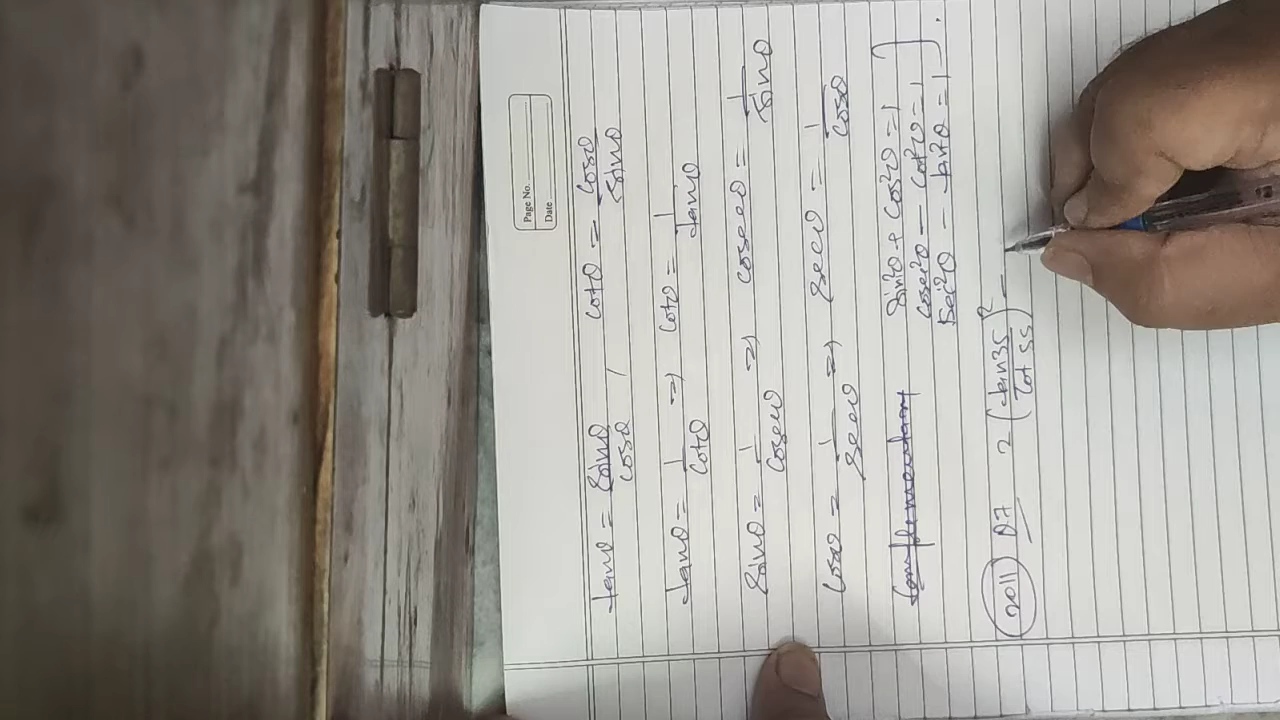 Page No.
Date
tanθ = sinθ/cosθ , cotθ = cosθ/sinθ
tanθ = 1/cotθ ⇒ cotθ = 1/tanθ
sinθ = 1/cosecθ ⇒ cosecθ = 1/sinθ
cosθ = 1/secθ ⇒ secθ = 1/cosθ
sin²θ + cos²θ = 1
cosec²θ - cot²θ = 1
sec²θ - tan²θ = 1
2011 Q7 2(tan35/cot55)² -